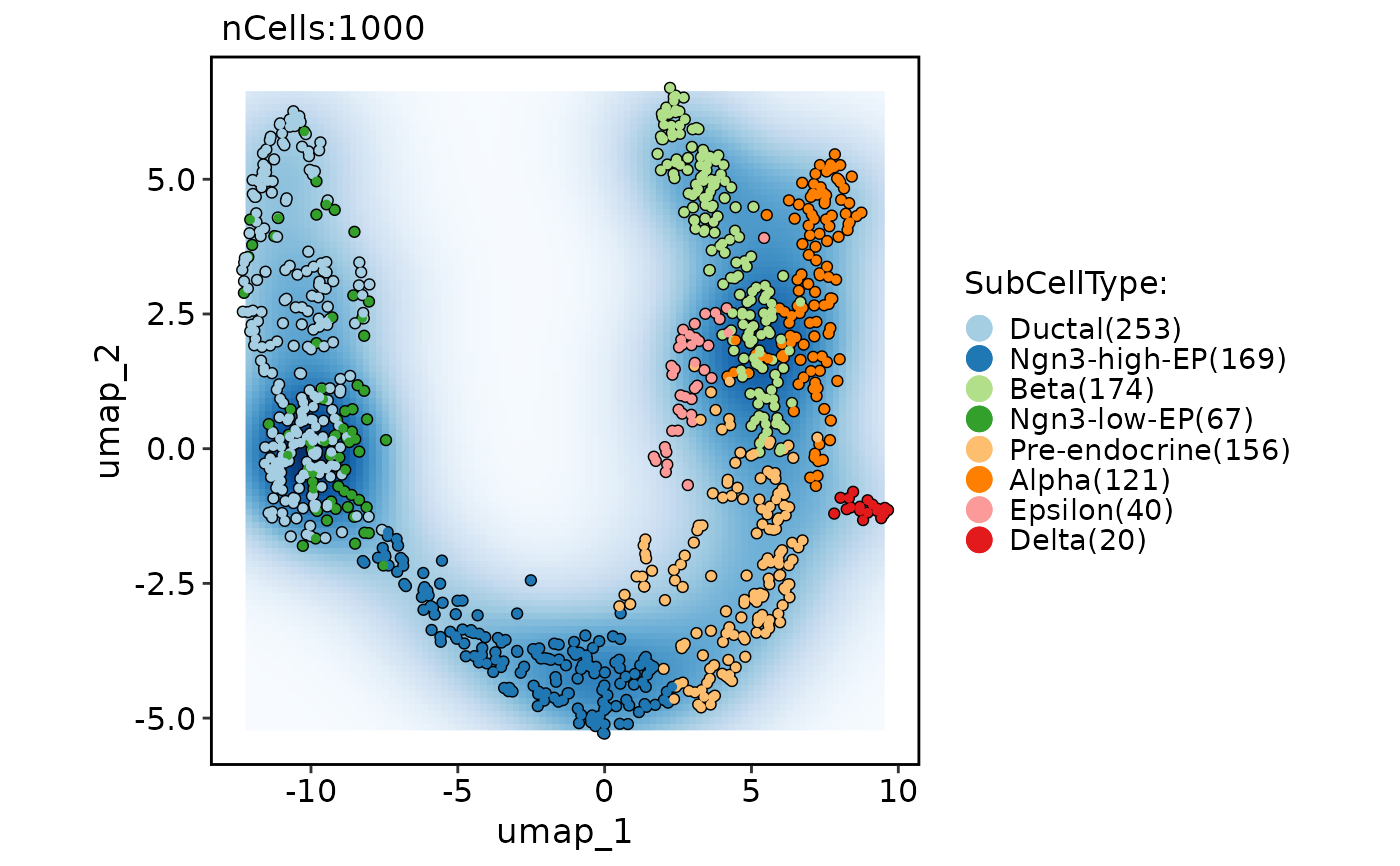 nCells:1000
umap_2
5.0
2.5
0.0
-2.5
-5.0
-10
-5
0
5
10
umap_1
SubCellType:
Ductal(253)
Ngn3-high-EP(169)
Beta(174)
Ngn3-low-EP(67)
Pre-endocrine(156)
Alpha(121)
Epsilon(40)
Delta(20)